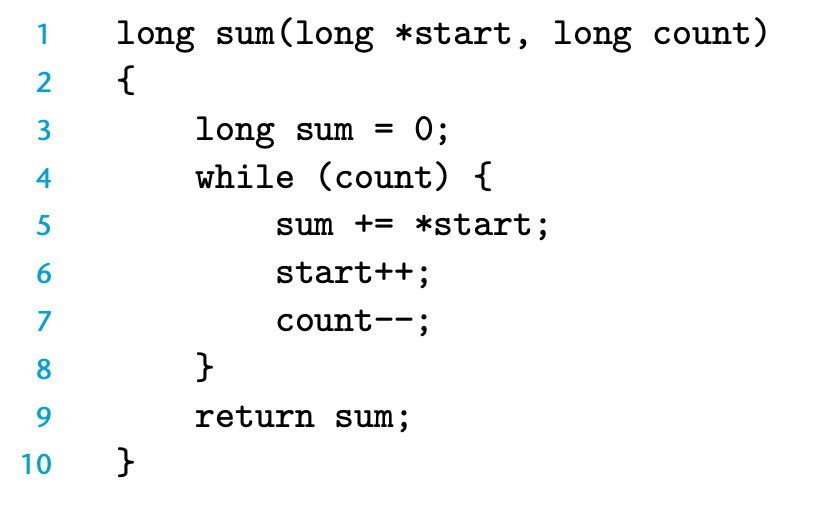 1 long sum(long *start, long count)
2 {
3 long sum = 0;
4 while (count) {
5 sum += *start;
6 start++;
7 count--;
8 }
9 return sum;
10 }